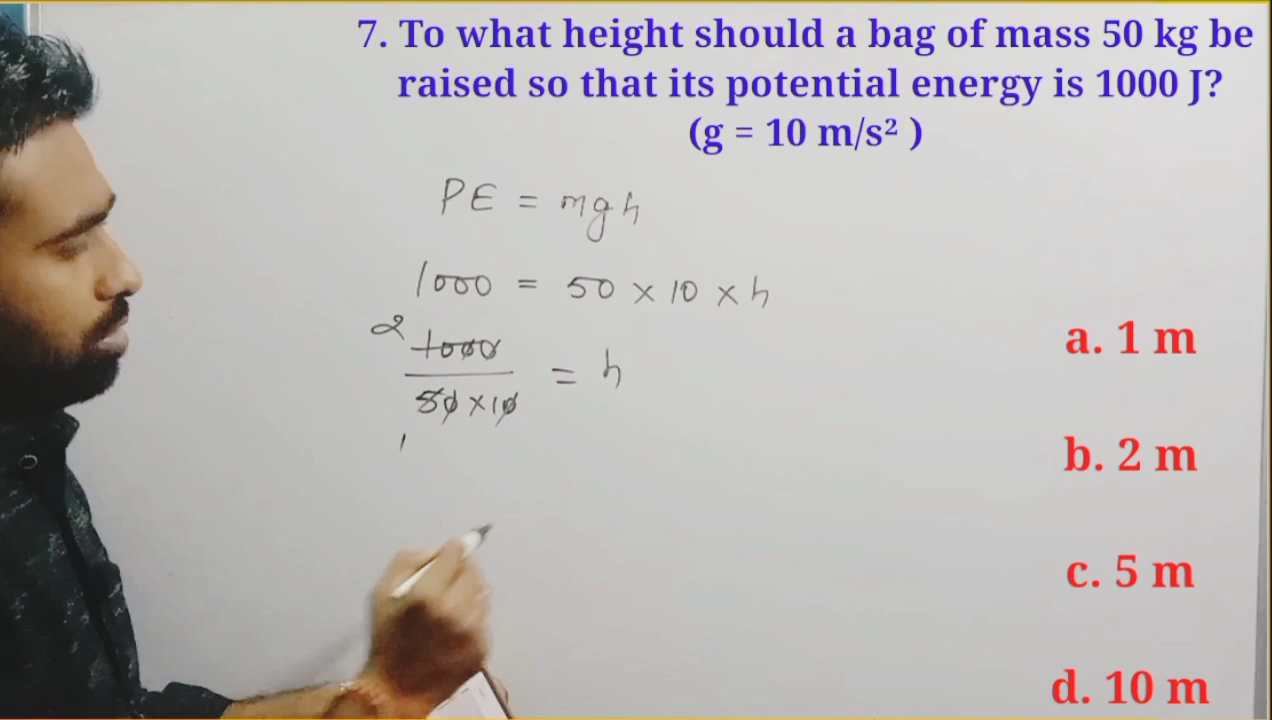 7. To what height should a bag of mass 50 kg be
raised so that its potential energy is 1000 J?
(g = 10 m/s² )
PE = mgh
1000 = 50 × 10 × h
2
1000
50 × 10
= h
1
a. 1 m
b. 2 m
c. 5 m
d. 10 m